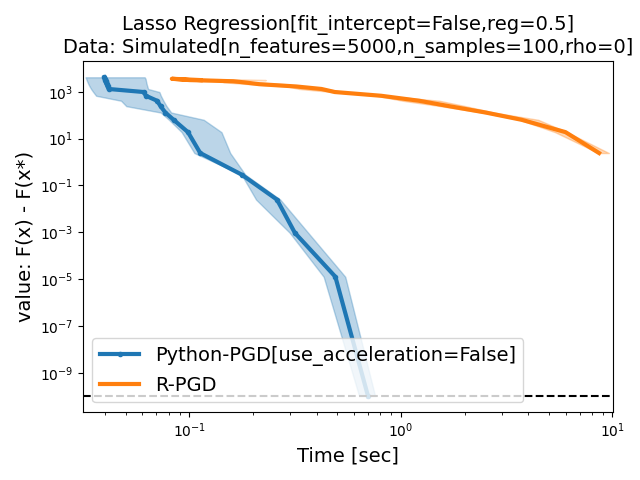 Lasso Regression[fit_intercept=False,reg=0.5]
Data: Simulated[n_features=5000,n_samples=100,rho=0]
value: F(x) - F(x*)
10³
10¹
10⁻¹
10⁻³
10⁻⁵
10⁻⁷
10⁻⁹
Python-PGD[use_acceleration=False]
R-PGD
10⁻¹ 10⁰ 10¹
Time [sec]